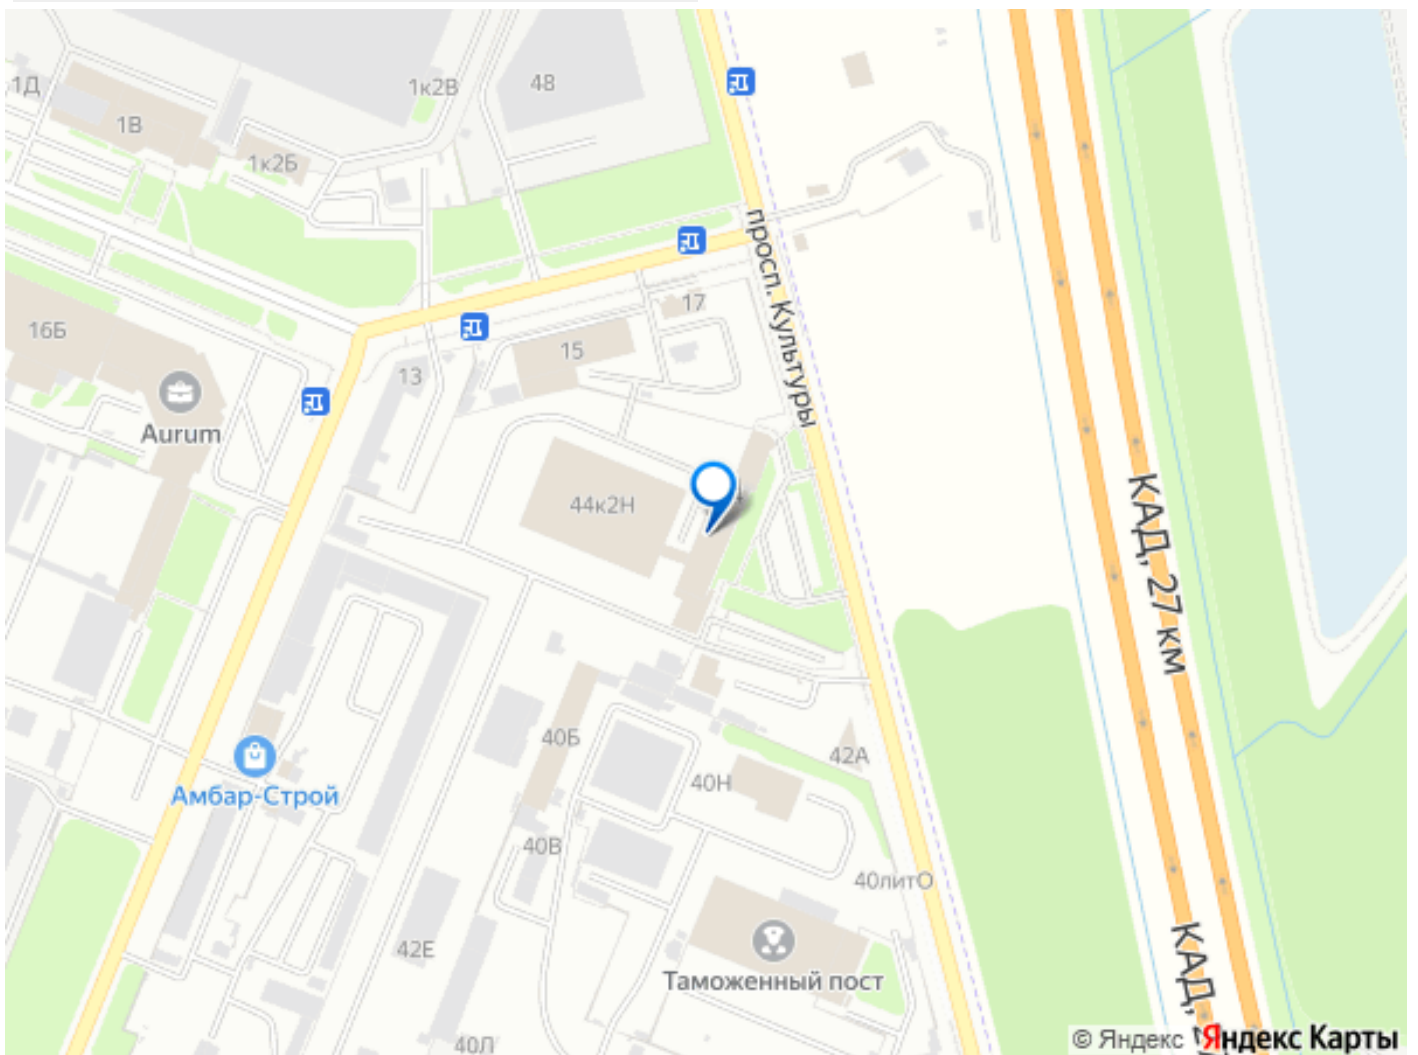 1Д
1к2В
48
1В
1к2Б
просп. Культуры
17
16Б
15
13
Aurum
44к2Н
КАД, 27 км
40Б
42А
40Н
Амбар-Строй
40В
40литО
42Е
Таможенный пост
КАД,
40Л
© Яндекс Яндекс Карты